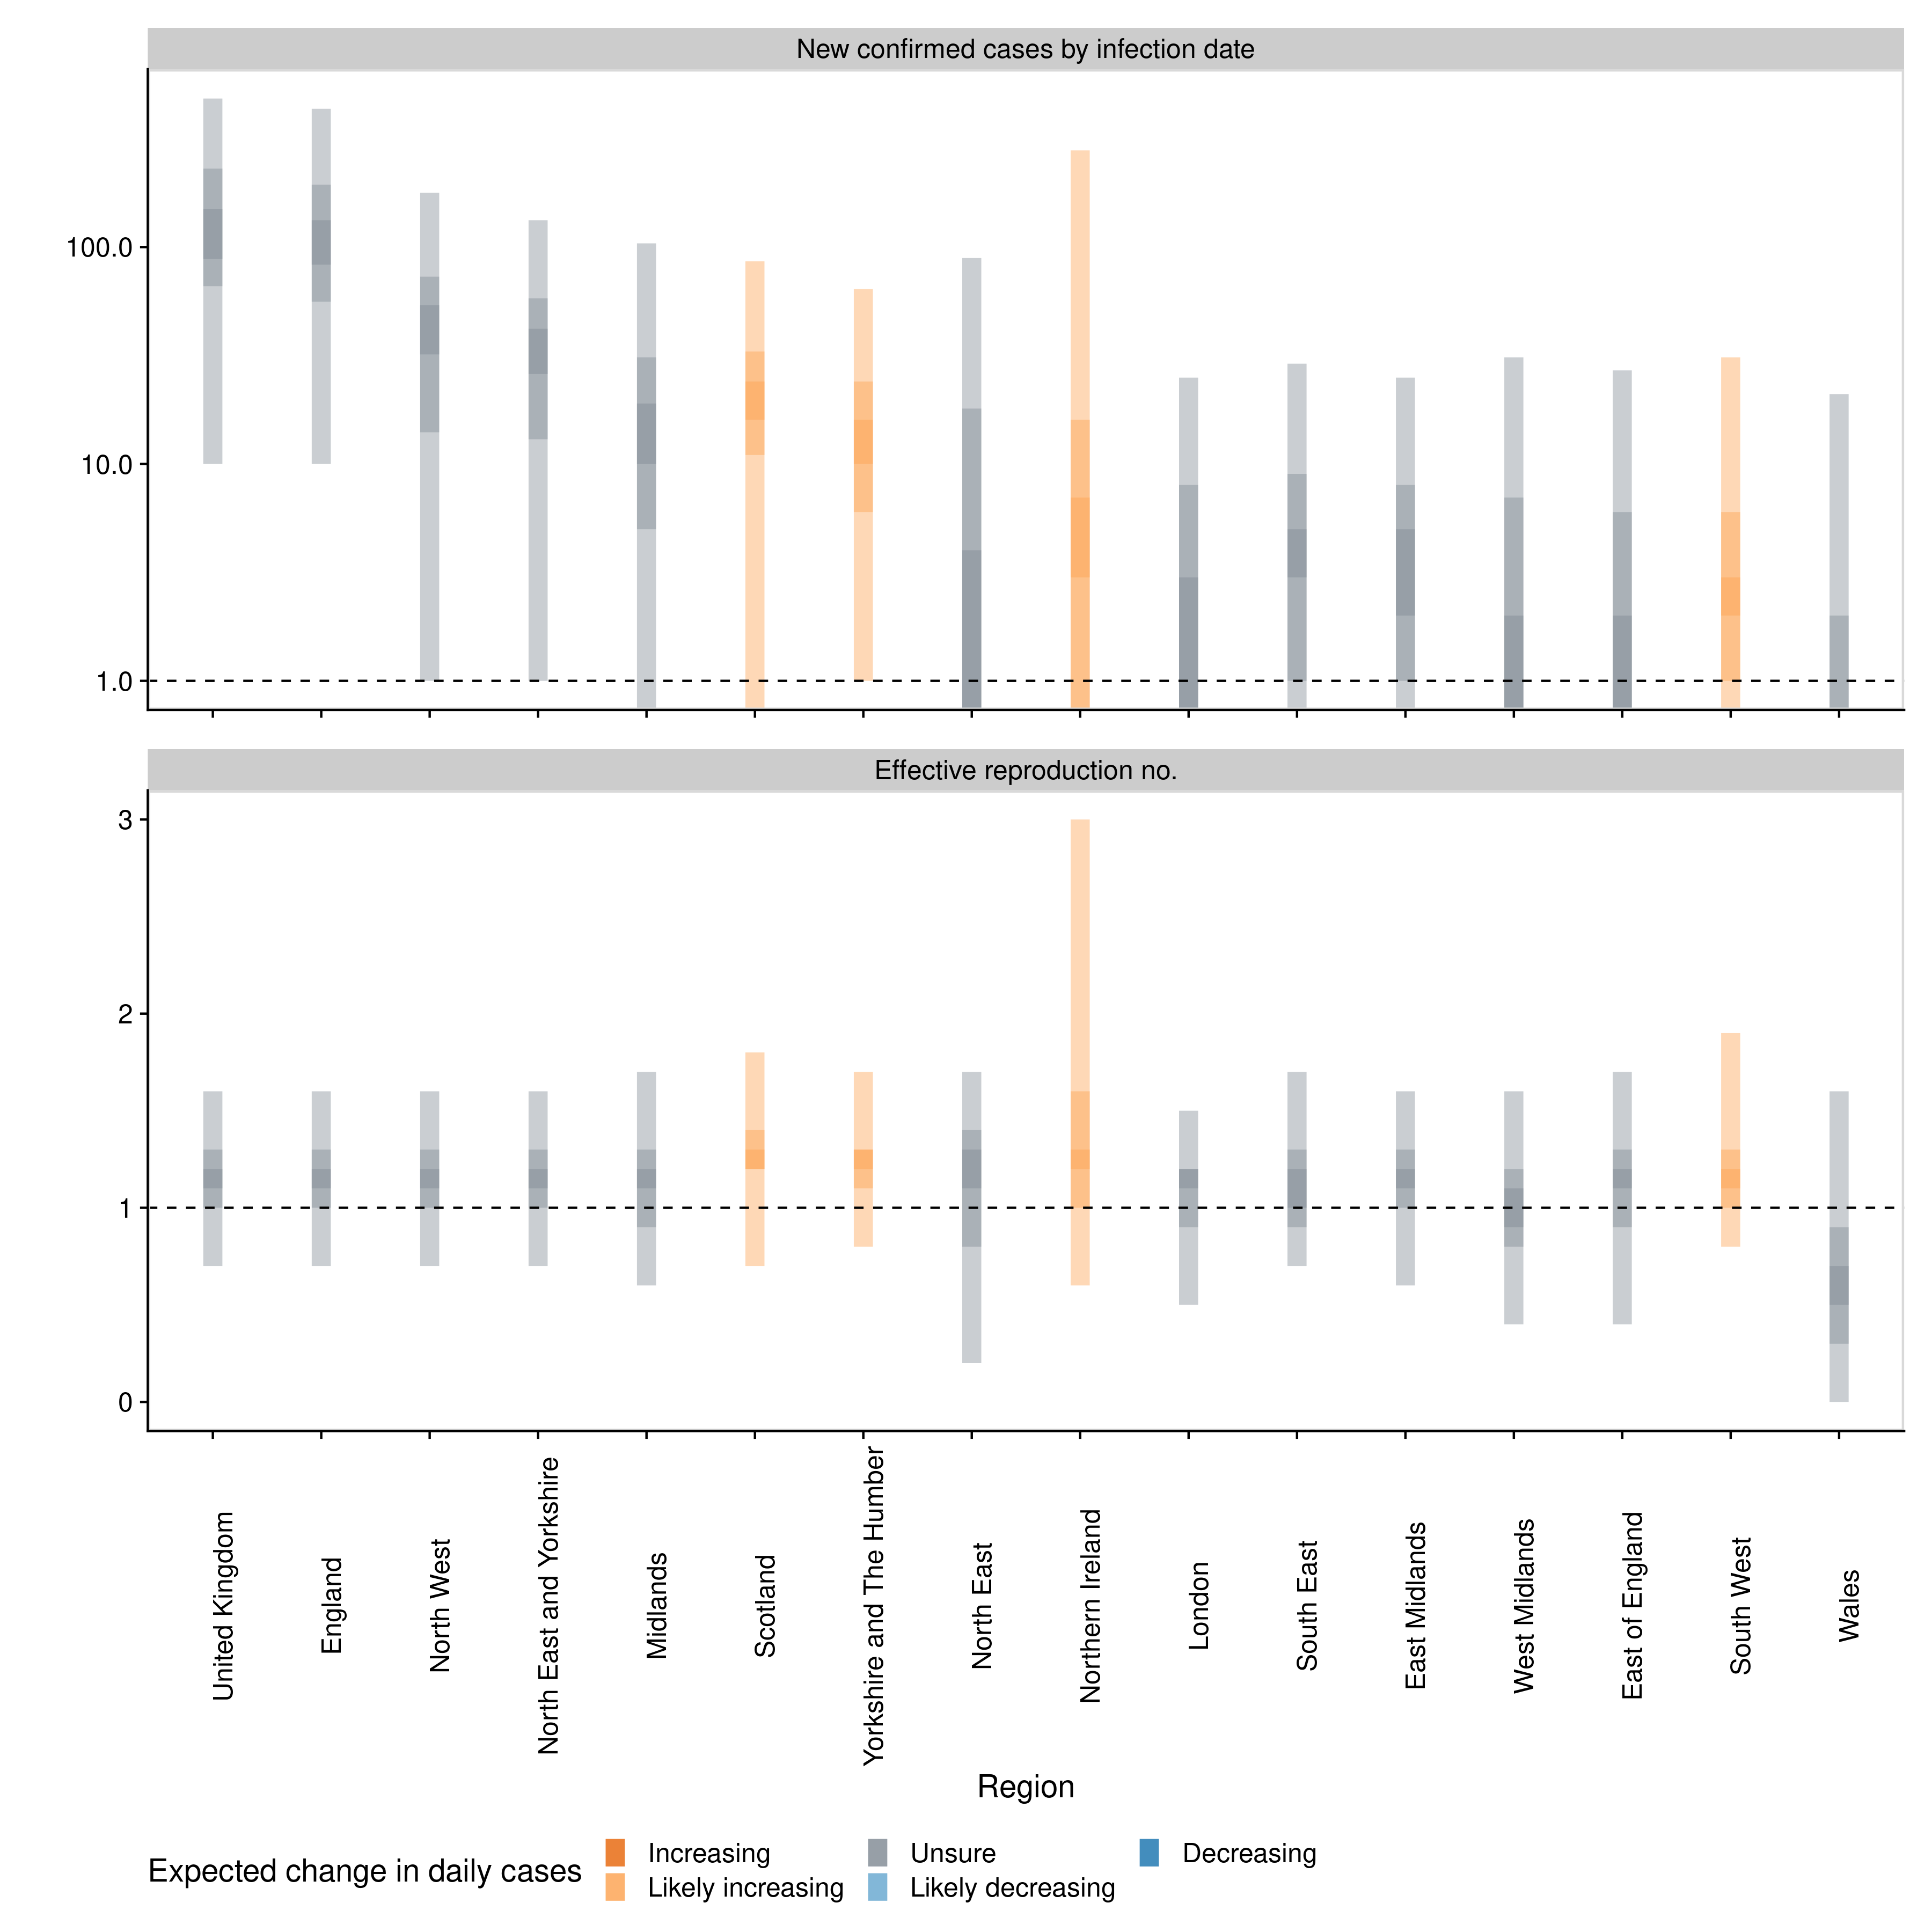 New confirmed cases by infection date
100.0
10.0
1.0
Effective reproduction no.
3
2
1
0
United Kingdom
England
North West
North East and Yorkshire
Midlands
Scotland
Yorkshire and The Humber
North East
Northern Ireland
London
South East
East Midlands
West Midlands
East of England
South West
Wales
Region
Expected change in daily cases
Increasing
Likely increasing
Unsure
Likely decreasing
Decreasing